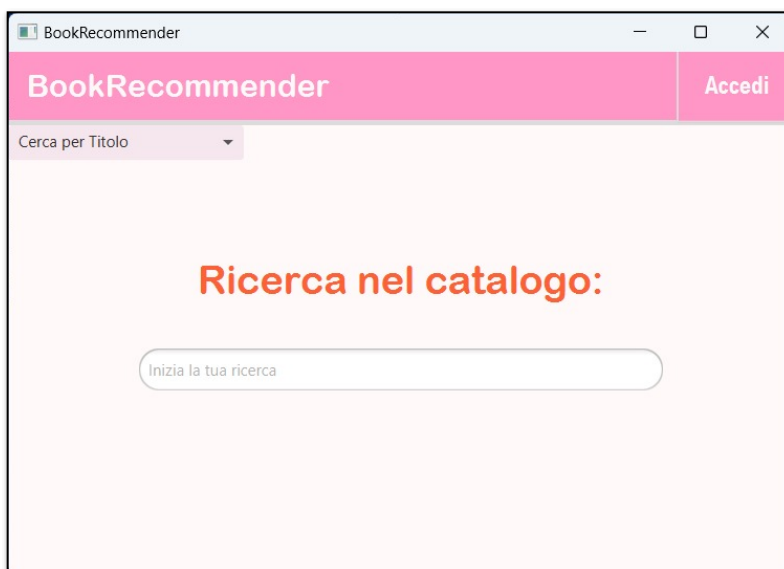 BookRecommender
BookRecommender
Accedi
Cerca per Titolo
Ricerca nel catalogo:
Inizia la tua ricerca